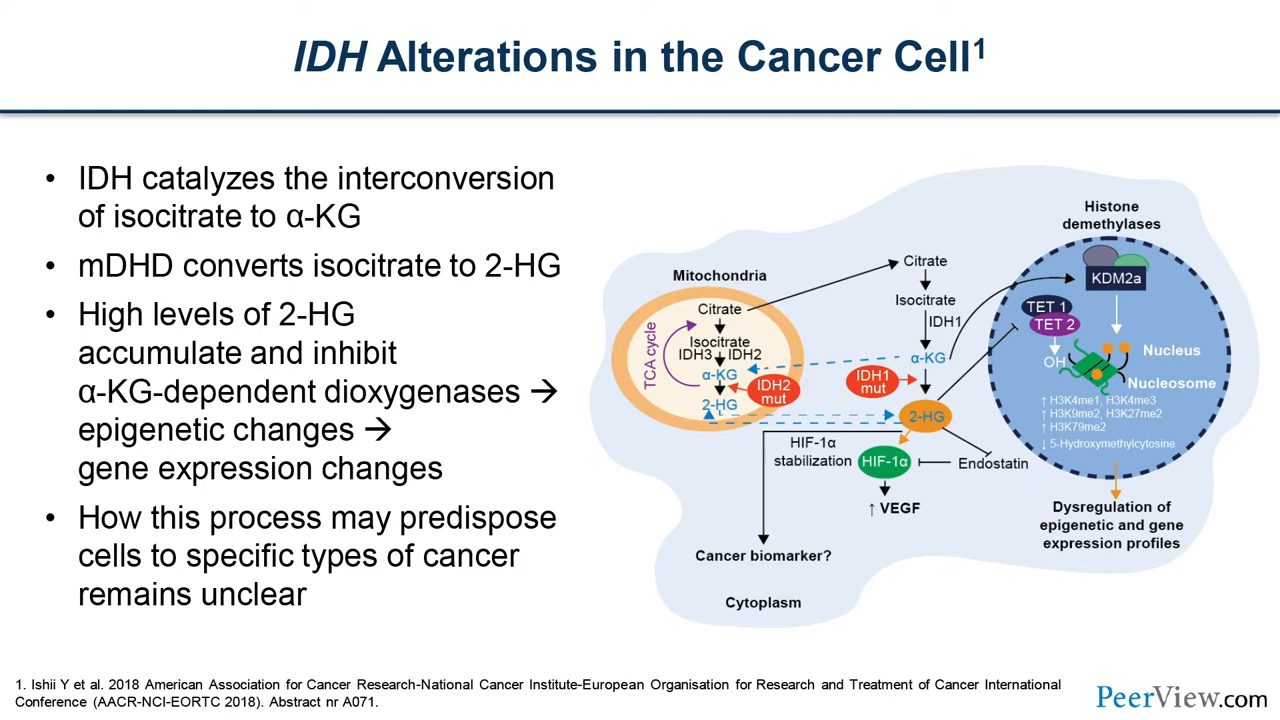 IDH Alterations in the Cancer Cell1
• IDH catalyzes the interconversion
of isocitrate to α-KG
• mDHD converts isocitrate to 2-HG
• High levels of 2-HG
accumulate and inhibit
α-KG-dependent dioxygenases →
epigenetic changes →
gene expression changes
• How this process may predispose
cells to specific types of cancer
remains unclear
Mitochondria
Citrate
Isocitrate
IDH3 IDH2
α-KG
2-HG
TCA cycle
IDH2
mut
Citrate
Isocitrate
IDH1
α-KG
IDH1
mut
2-HG
HIF-1α
stabilization
HIF-1α
Endostatin
↑ VEGF
Cancer biomarker?
Cytoplasm
Histone
demethylases
KDM2a
TET 1
TET 2
OH
Nucleus
Nucleosome
↑ H3K4me1, H3K4me3
↑ H3K9me2, H3K27me2
↑ H3K79me2
↓ 5-Hydroxymethylcytosine
Dysregulation of
epigenetic and gene
expression profiles
1. Ishii Y et al. 2018 American Association for Cancer Research-National Cancer Institute-European Organisation for Research and Treatment of Cancer International
Conference (AACR-NCI-EORTC 2018). Abstract nr A071.
PeerView.com